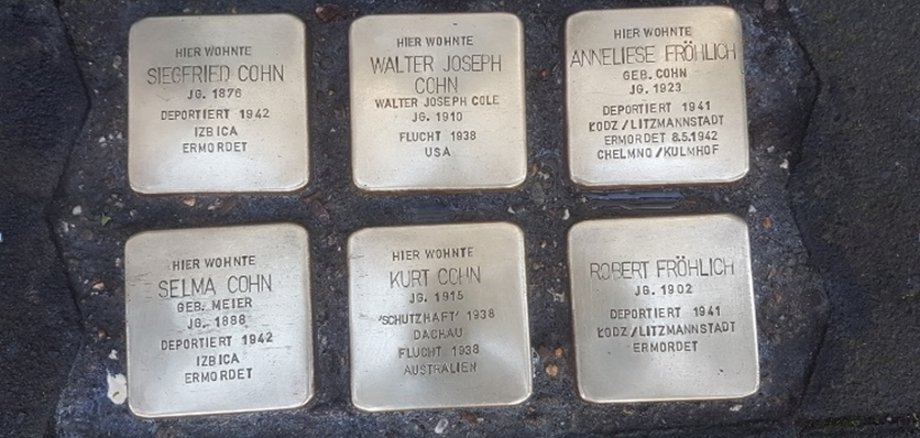 HIER WOHNTE
SIEGFRIED COHN
JG. 1876
DEPORTIERT 1942
IZBICA
ERMORDET
HIER WOHNTE
WALTER JOSEPH
COHN
WALTER JOSEPH COLE
JG. 1910
FLUCHT 1938
USA
HIER WOHNTE
ANNELIESE FRÖHLICH
GEB. COHN
JG. 1923
DEPORTIERT 1941
ŁODZ/LITZMANNSTADT
ERMORDET 8.5.1942
CHELMNO/KULMHOF
HIER WOHNTE
SELMA COHN
GEB. MEIER
JG. 1888
DEPORTIERT 1942
IZBICA
ERMORDET
HIER WOHNTE
KURT COHN
JG. 1915
'SCHUTZHAFT' 1938
DACHAU
FLUCHT 1938
AUSTRALIEN
ROBERT FRÖHLICH
JG. 1902
DEPORTIERT 1941
ŁODZ/LITZMANNSTADT
ERMORDET